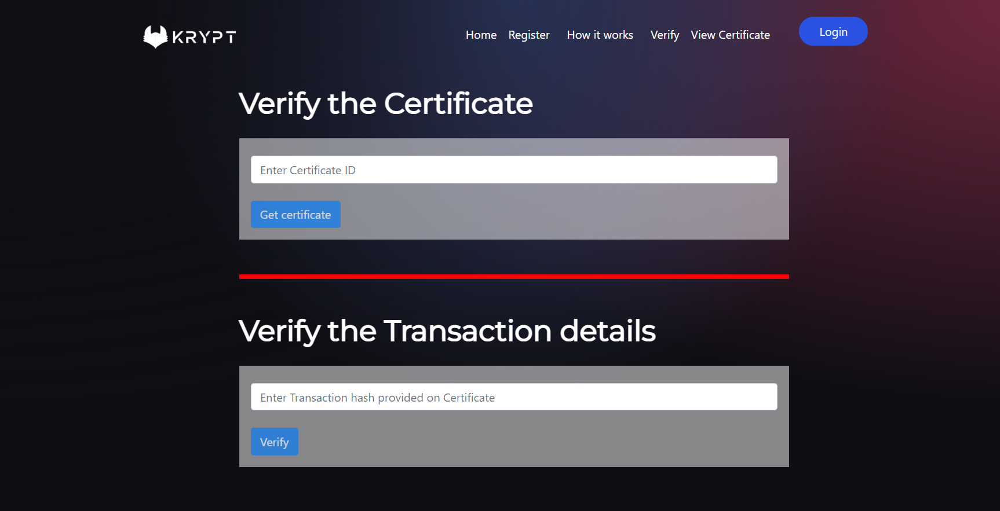 KRYPT
Home Register How it works Verify View Certificate Login
Verify the Certificate
Enter Certificate ID
Get certificate
Verify the Transaction details
Enter Transaction hash provided on Certificate
Verify